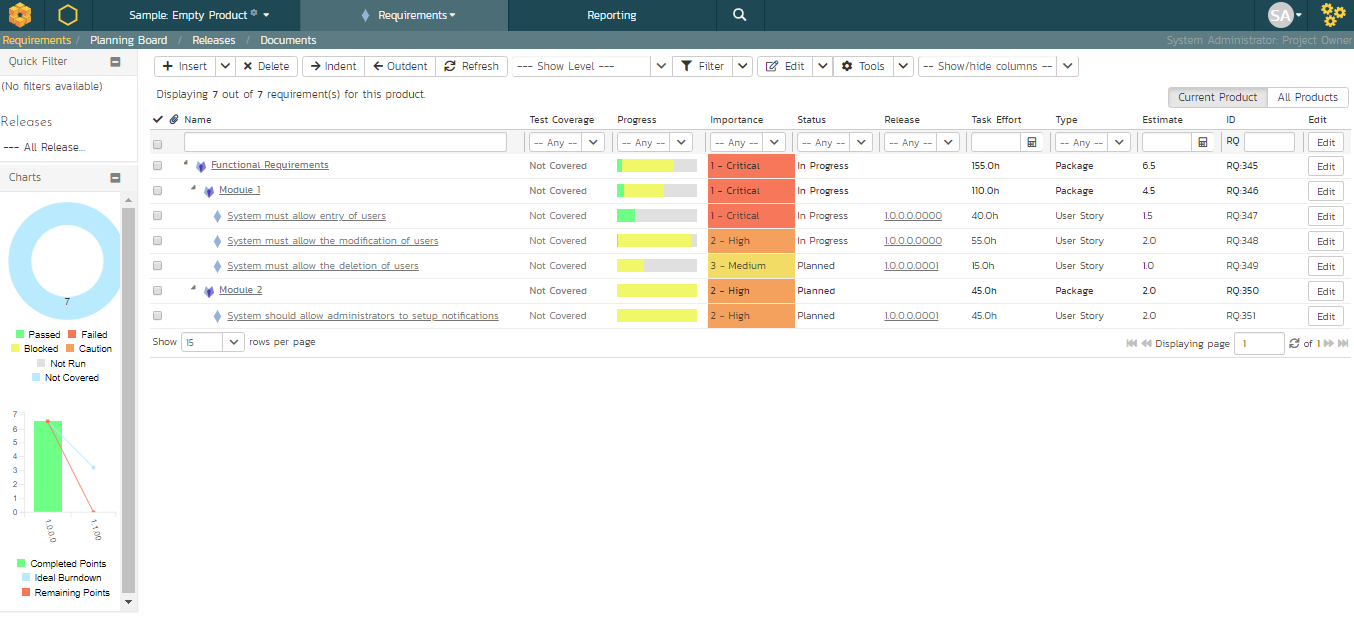 Sample: Empty Product
Requirements
Reporting
SA
Requirements / Planning Board / Releases / Documents
System Administrator: Project Owner
Quick Filter
(No filters available)
Releases
--- All Release...
Charts
7
Passed Failed
Blocked Caution
Not Run
Not Covered
7
6
5
4
3
2
1
0
1.0.0.0
1.1.0.0
Completed Points
Ideal Burndown
Remaining Points
Insert Delete Indent Outdent Refresh --- Show Level --- Filter Edit Tools -- Show/hide columns --
Displaying 7 out of 7 requirement(s) for this product.
Current Product All Products
Name Test Coverage Progress Importance Status Release Task Effort Type Estimate ID Edit
-- Any -- -- Any -- -- Any -- -- Any -- -- Any -- -- Any -- RQ Edit
Functional Requirements Not Covered 1 - Critical In Progress 155.0h Package 6.5 RQ:345 Edit
Module 1 Not Covered 1 - Critical In Progress 110.0h Package 4.5 RQ:346 Edit
System must allow entry of users Not Covered 1 - Critical In Progress 1.0.0.0.0000 40.0h User Story 1.5 RQ:347 Edit
System must allow the modification of users Not Covered 2 - High In Progress 1.0.0.0.0000 55.0h User Story 2.0 RQ:348 Edit
System must allow the deletion of users Not Covered 3 - Medium Planned 1.0.0.0.0001 15.0h User Story 1.0 RQ:349 Edit
Module 2 Not Covered 2 - High Planned 45.0h Package 2.0 RQ:350 Edit
System should allow administrators to setup notifications Not Covered 2 - High Planned 1.0.0.0.0001 45.0h User Story 2.0 RQ:351 Edit
Show 15 rows per page
Displaying page 1 of 1